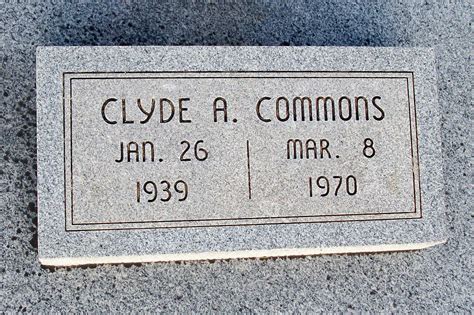 CLYDE A. COMMONS
JAN. 26 MAR. 8
1939 1970